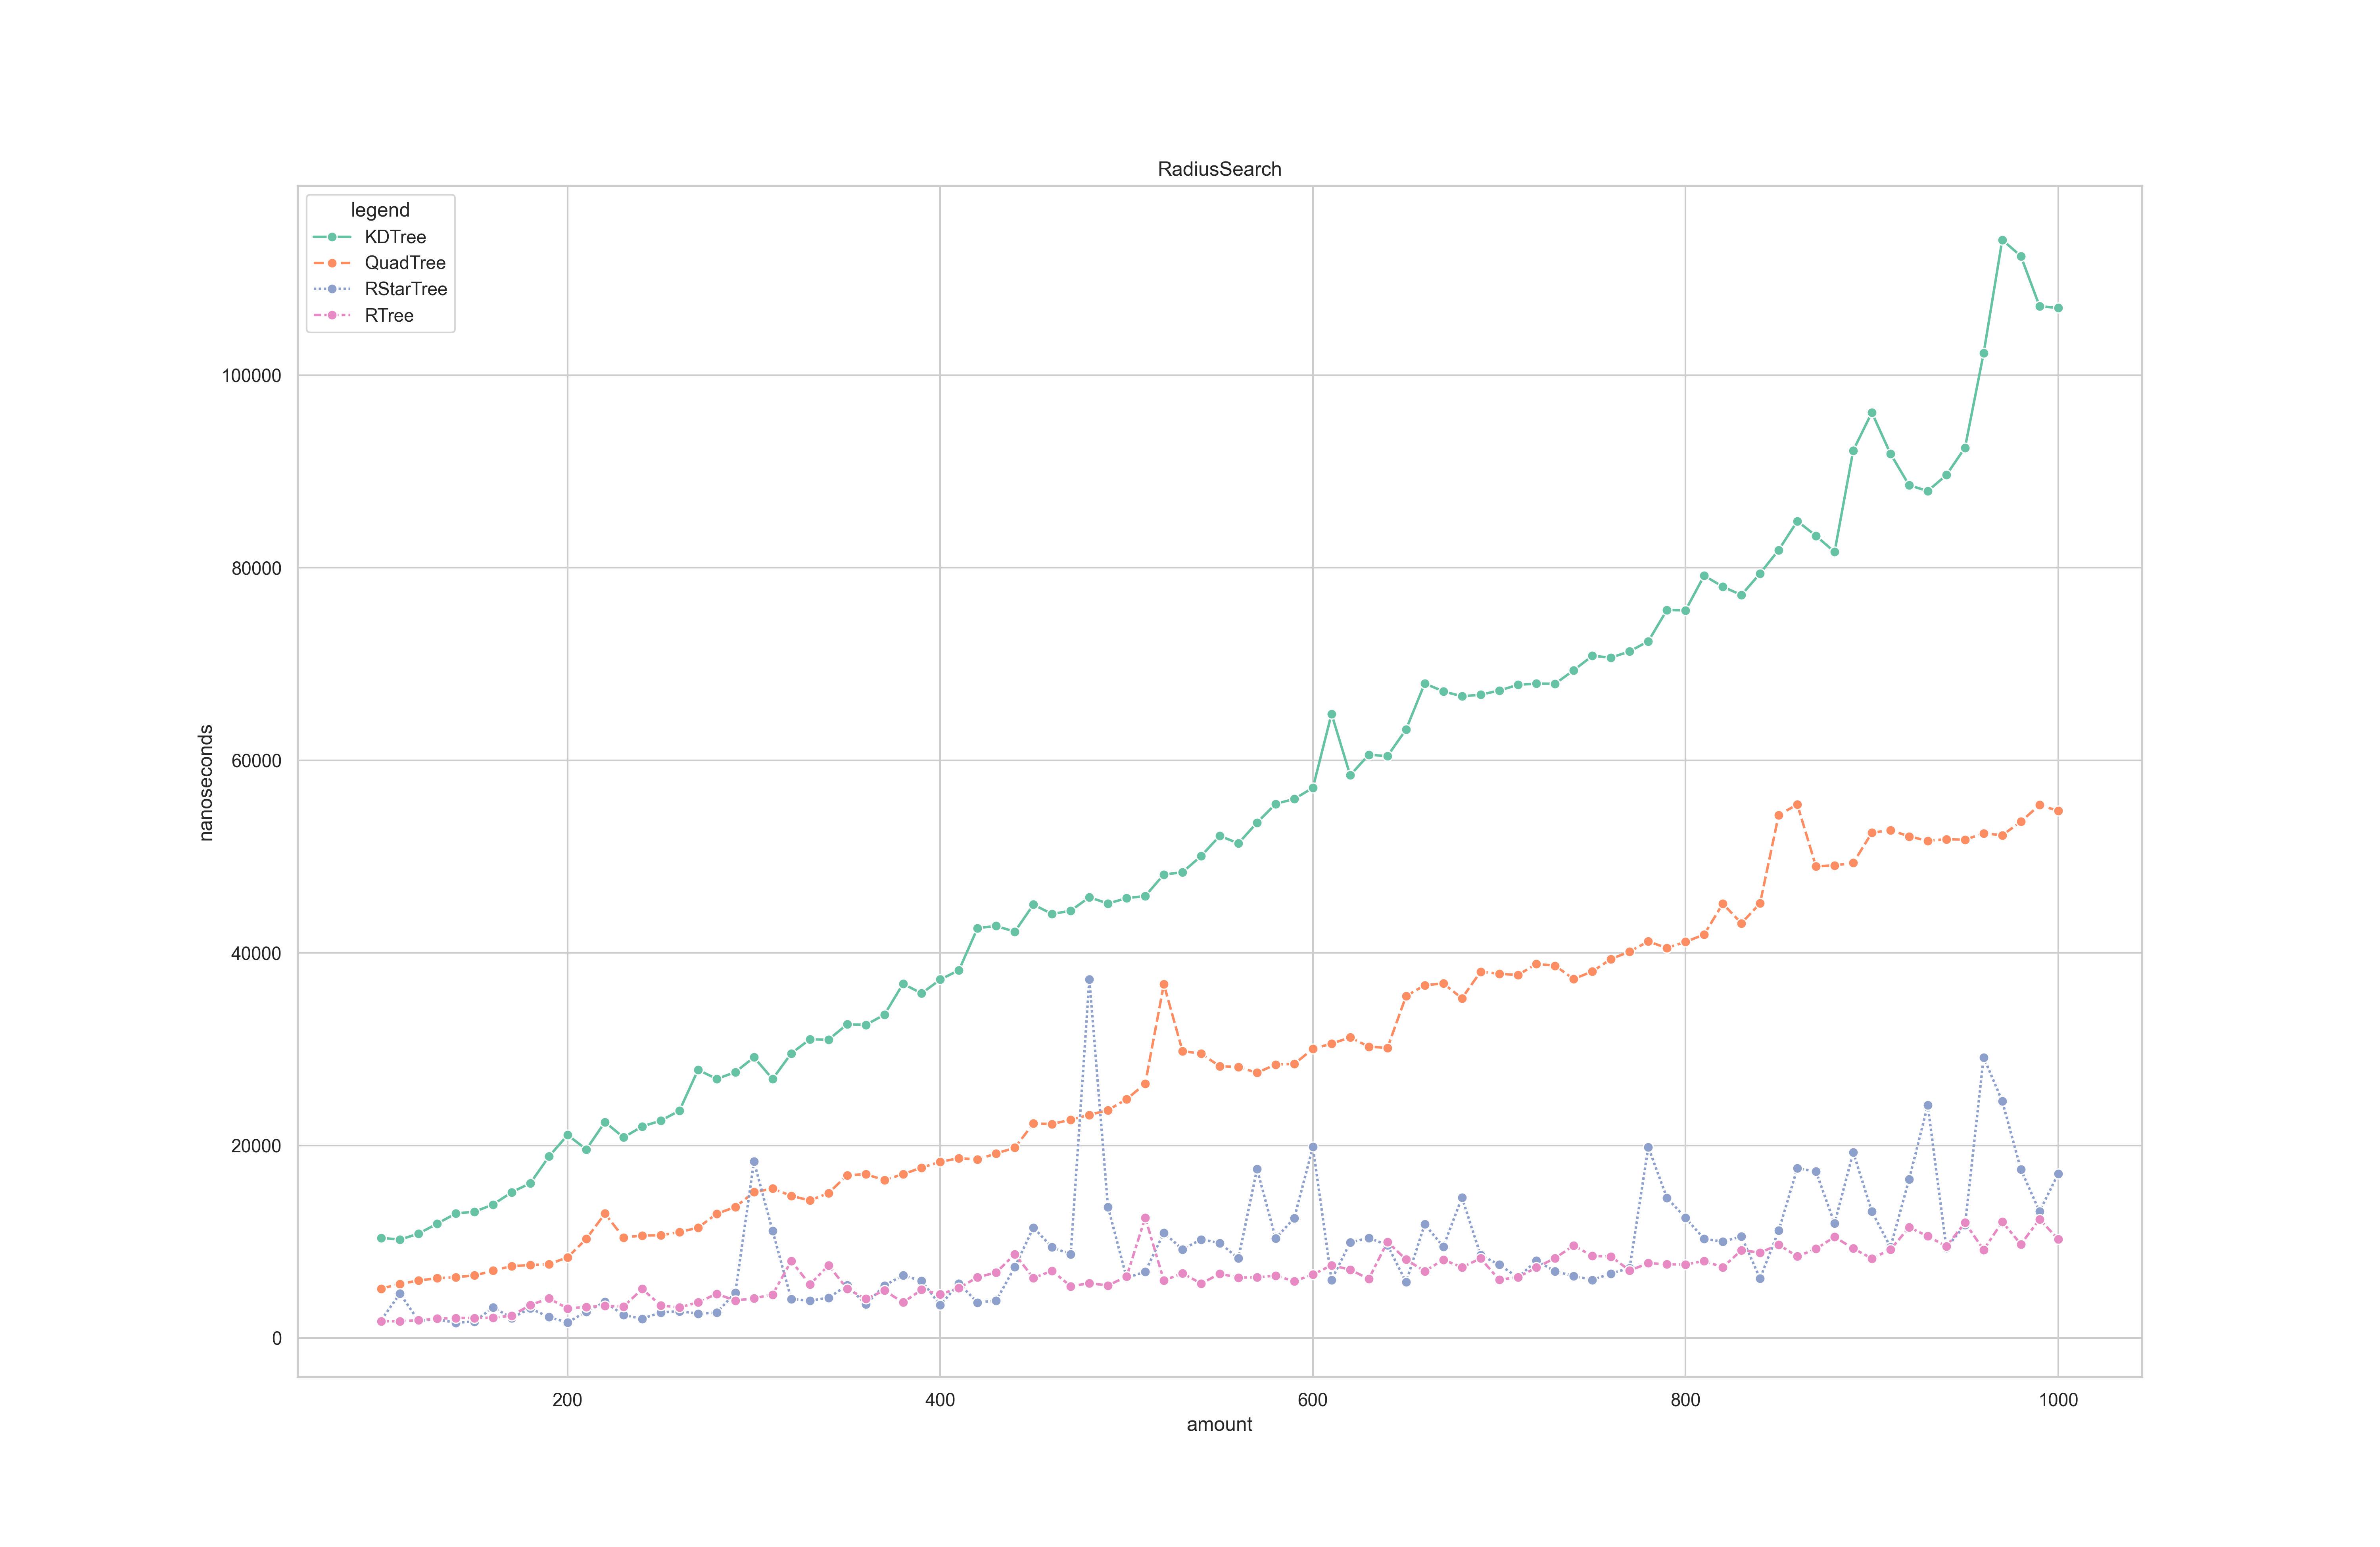 RadiusSearch
legend
KDTree
QuadTree
RStarTree
RTree
100000
80000
60000
40000
20000
0
nanoseconds
200 400 600 800 1000
amount